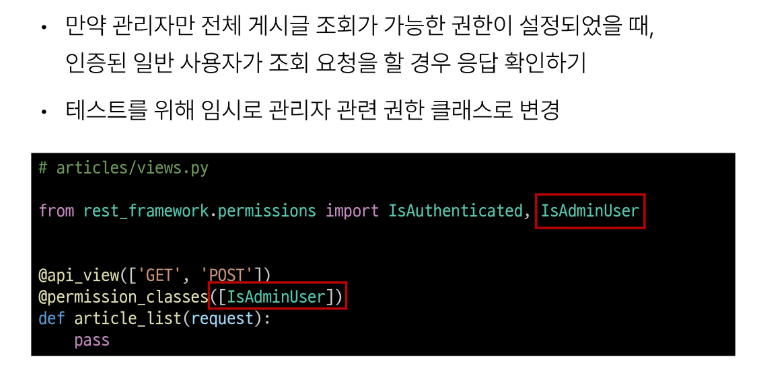 • 만약 관리자만 전체 게시글 조회가 가능한 권한이 설정되었을 때,
인증된 일반 사용자가 조회 요청을 할 경우 응답 확인하기
• 테스트를 위해 임시로 관리자 관련 권한 클래스로 변경
# articles/views.py
from rest_framework.permissions import IsAuthenticated, IsAdminUser
@api_view(['GET', 'POST'])
@permission_classes([IsAdminUser])
def article_list(request):
    pass